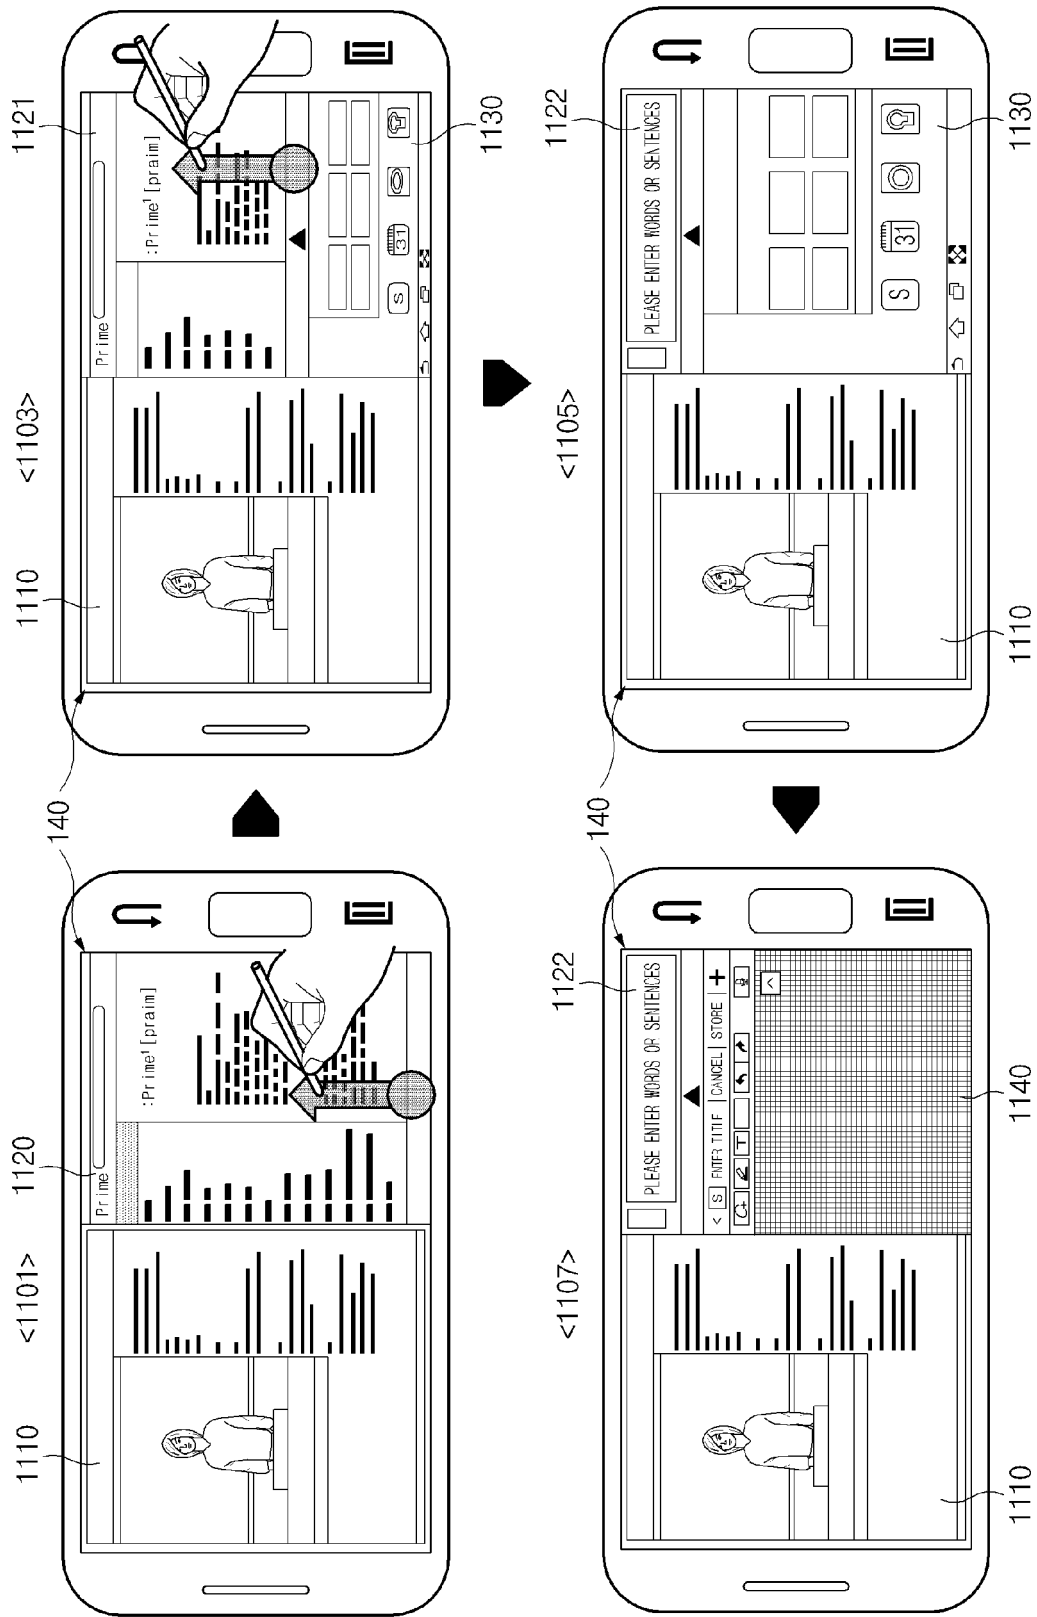 <1101>
1110
1120
140
Prime
:Prime¹[praim]
<1103>
1110
1121
Prime
:Prime¹[praim]
S 31
1130
<1105>
140
1122
PLEASE ENTER WORDS OR SENTENCES
S 31
1110
1130
<1107>
1122
PLEASE ENTER WORDS OR SENTENCES
< S ENTER TITLE | CANCEL | STORE | +
T
1110
1140